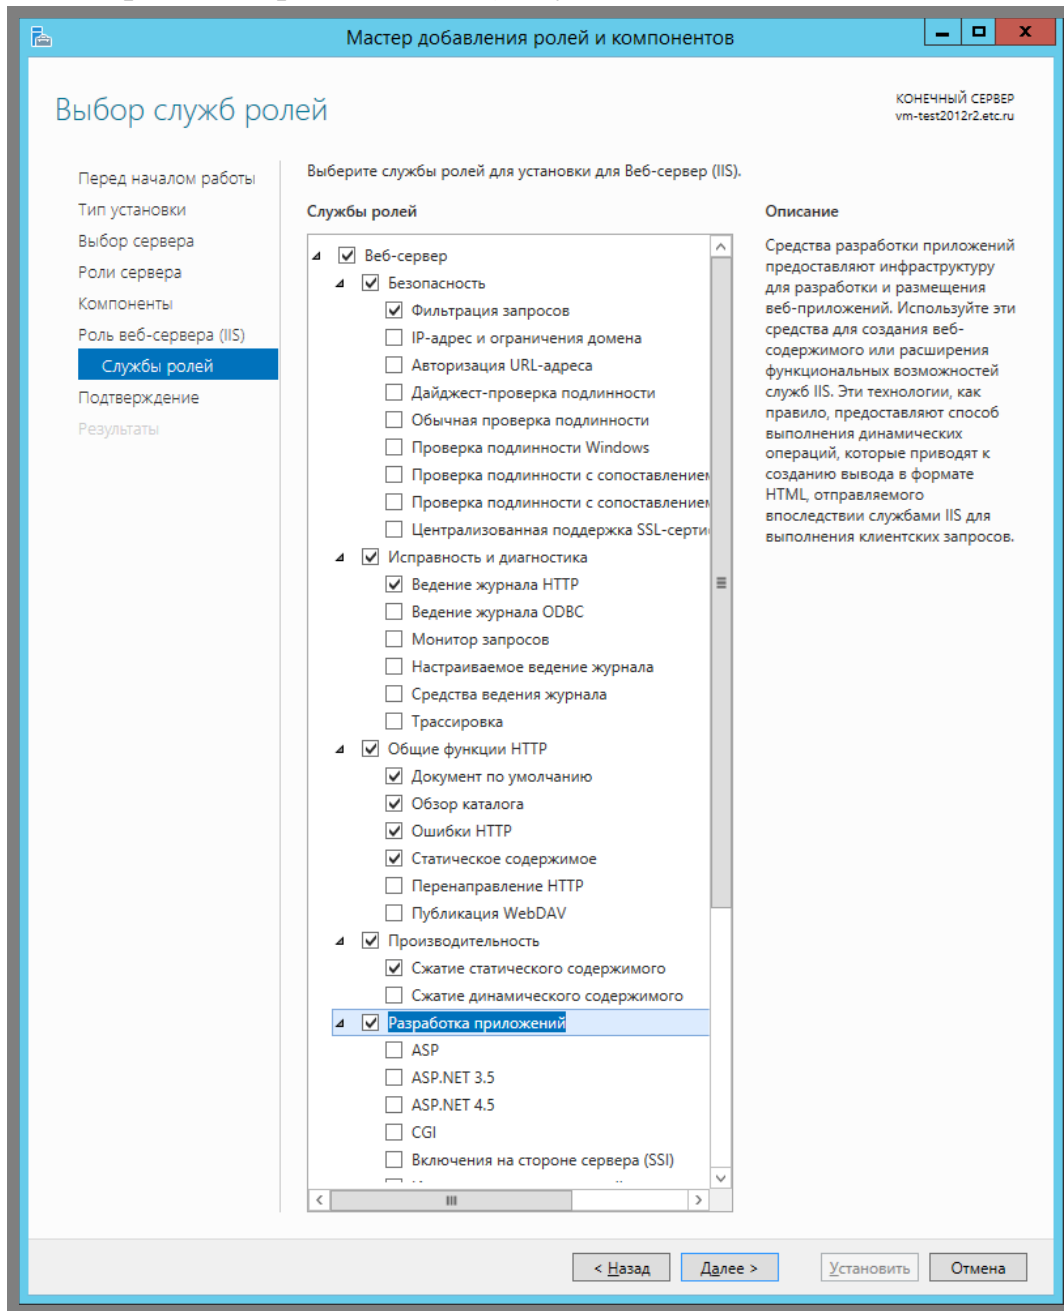 Мастер добавления ролей и компонентов
Выбор служб ролей
КОНЕЧНЫЙ СЕРВЕР
vm-test2012r2.etc.ru
Перед началом работы
Тип установки
Выбор сервера
Роли сервера
Компоненты
Роль веб-сервера (IIS)
Службы ролей
Подтверждение
Результаты
Выберите службы ролей для установки для Веб-сервер (IIS).
Службы ролей
Веб-сервер
Безопасность
Фильтрация запросов
IP-адрес и ограничения домена
Авторизация URL-адреса
Дайджест-проверка подлинности
Обычная проверка подлинности
Проверка подлинности Windows
Проверка подлинности с сопоставлением
Проверка подлинности с сопоставлением
Централизованная поддержка SSL-серти
Исправность и диагностика
Ведение журнала HTTP
Ведение журнала ODBC
Монитор запросов
Настраиваемое ведение журнала
Средства ведения журнала
Трассировка
Общие функции HTTP
Документ по умолчанию
Обзор каталога
Ошибки HTTP
Статическое содержимое
Перенаправление HTTP
Публикация WebDAV
Производительность
Сжатие статического содержимого
Сжатие динамического содержимого
Разработка приложений
ASP
ASP.NET 3.5
ASP.NET 4.5
CGI
Включения на стороне сервера (SSI)
Описание
Средства разработки приложений
предоставляют инфраструктуру
для разработки и размещения
веб-приложений. Используйте эти
средства для создания веб-
содержимого или расширения
функциональных возможностей
служб IIS. Эти технологии, как
правило, предоставляют способ
выполнения динамических
операций, которые приводят к
созданию вывода в формате
HTML, отправляемого
впоследствии службами IIS для
выполнения клиентских запросов.
< Назад
Далее >
Установить
Отмена